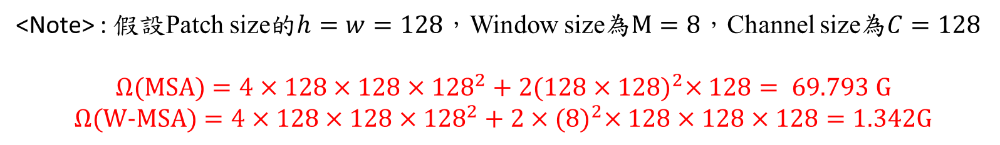 <Note> : 假設Patch size的h = w = 128，Window size為M = 8，Channel size為C = 128
Ω(MSA) = 4 × 128 × 128 × 128² + 2(128 × 128)²× 128 = 69.793 G
Ω(W-MSA) = 4 × 128 × 128 × 128² + 2 × (8)²× 128 × 128 × 128 = 1.342G